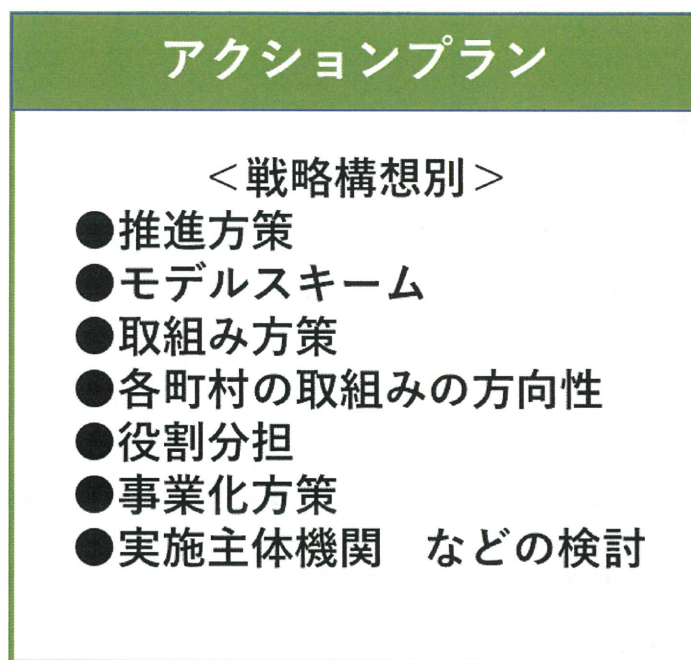 アクションプラン
＜戦略構想別＞
●推進方策
●モデルスキーム
●取組み方策
●各町村の取組みの方向性
●役割分担
●事業化方策
●実施主体機関　などの検討